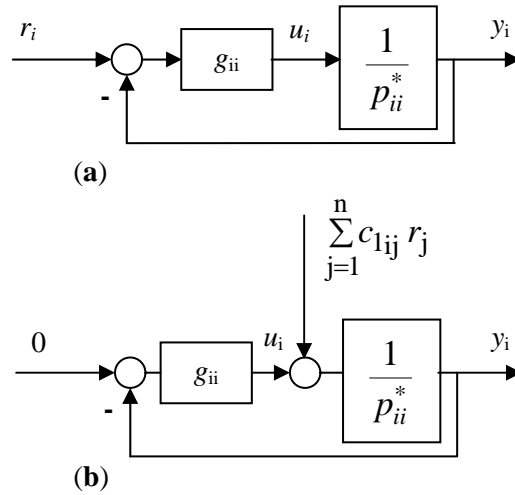 r_i g_ii u_i 1 y_i
p*_ii
-
(a)
n
∑ c_1ij r_j
j=1
0 g_ii u_i 1 y_i
p*_ii
-
(b)